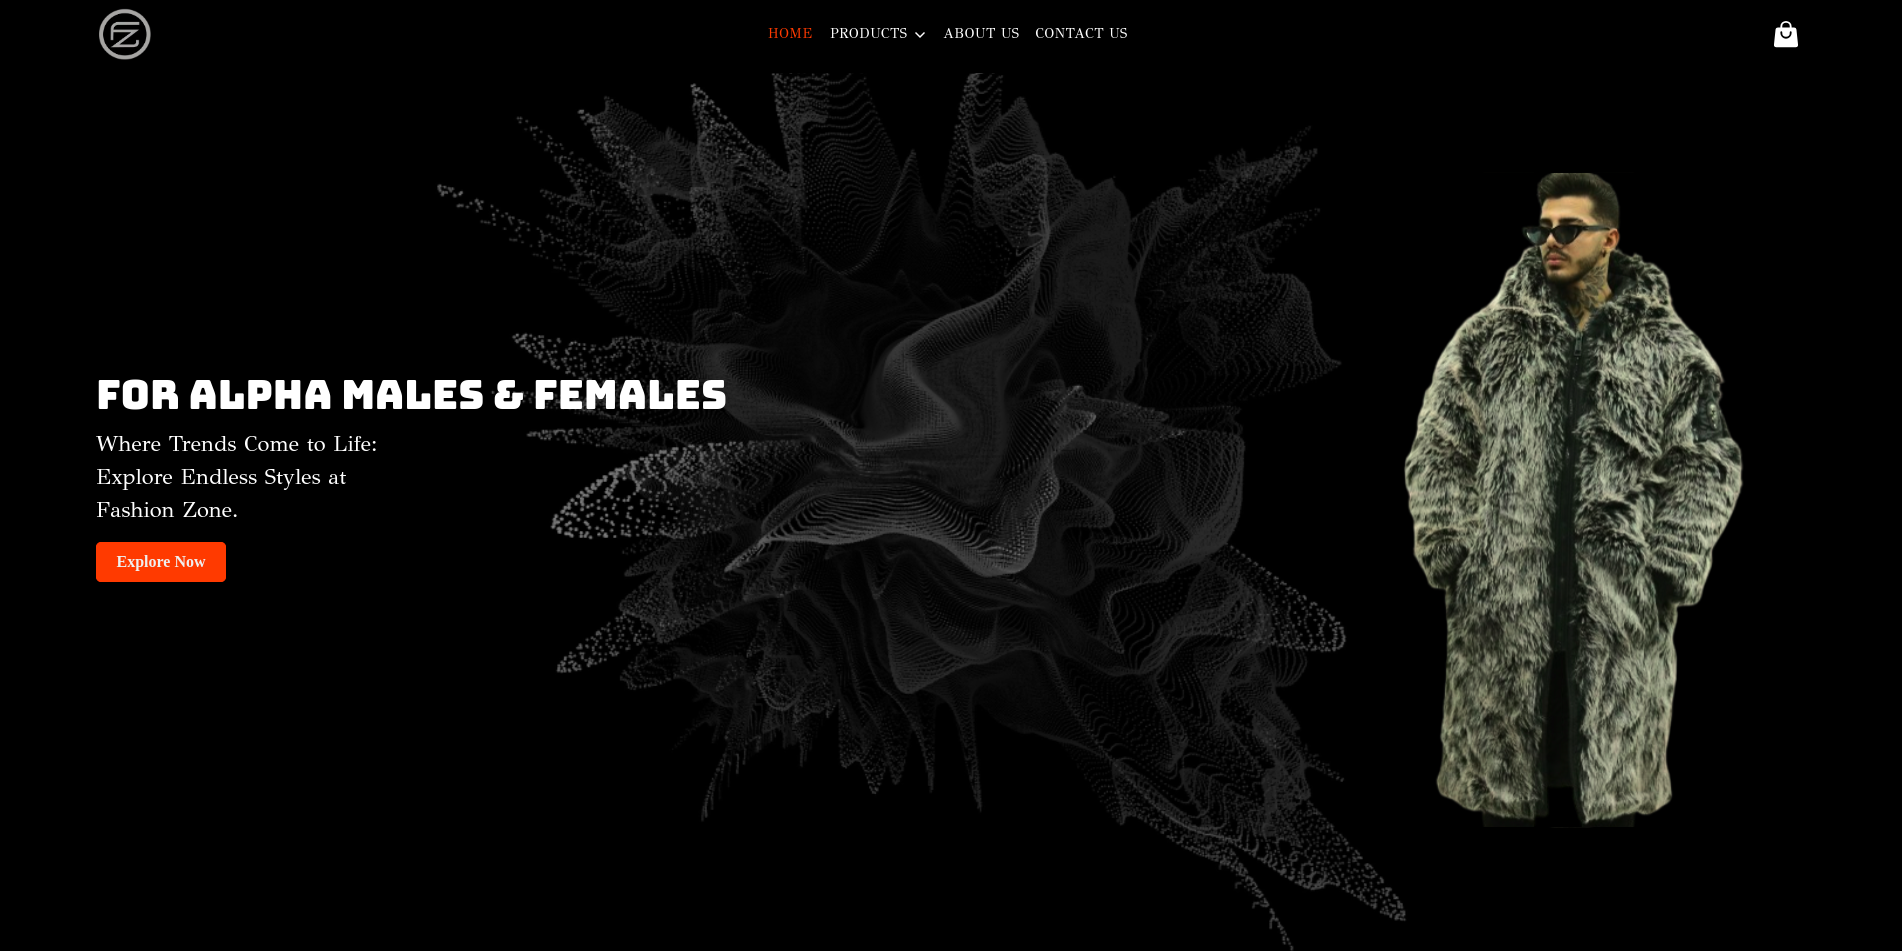 FZ
HOME PRODUCTS ABOUT US CONTACT US
FOR ALPHA MALES & FEMALES
Where Trends Come to Life:
Explore Endless Styles at
Fashion Zone.
Explore Now